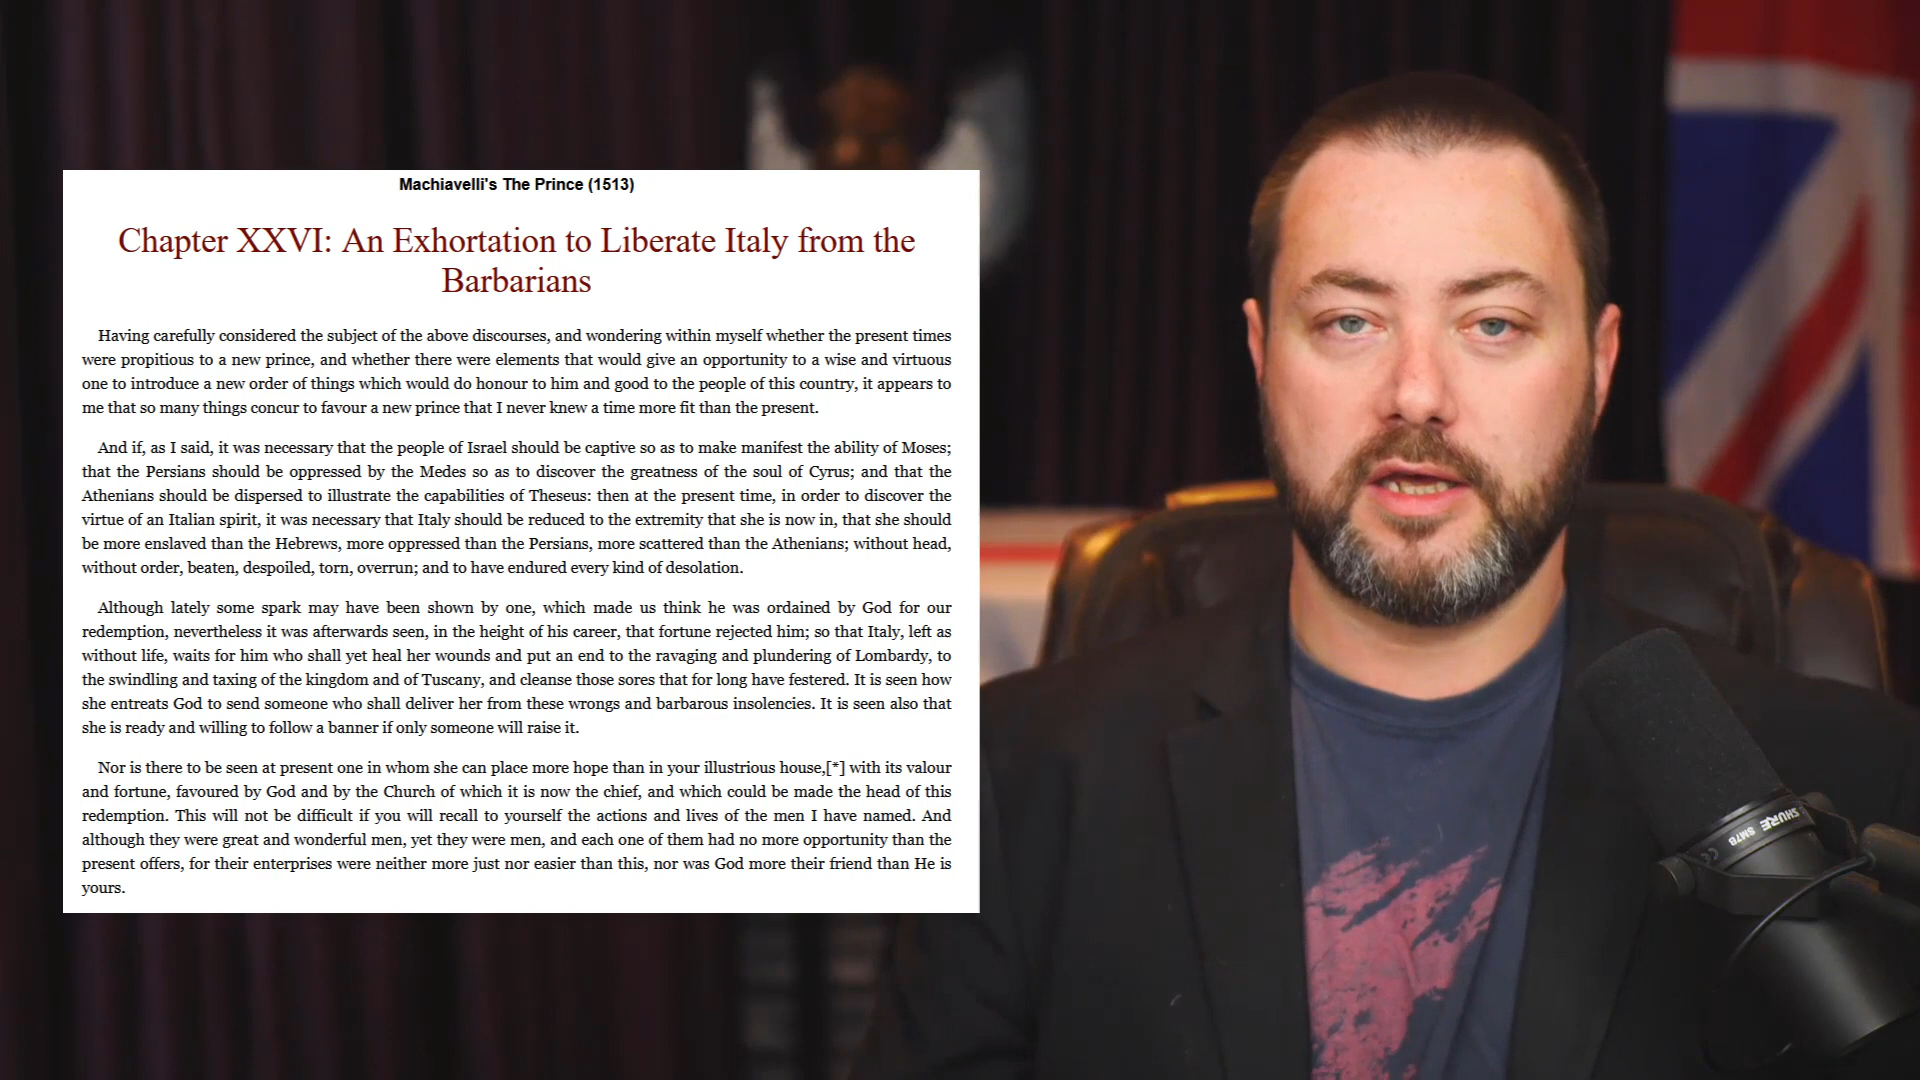 Machiavelli's The Prince (1513)
Chapter XXVI: An Exhortation to Liberate Italy from the
Barbarians
Having carefully considered the subject of the above discourses, and wondering within myself whether the present times
were propitious to a new prince, and whether there were elements that would give an opportunity to a wise and virtuous
one to introduce a new order of things which would do honour to him and good to the people of this country, it appears to
me that so many things concur to favour a new prince that I never knew a time more fit than the present.
And if, as I said, it was necessary that the people of Israel should be captive so as to make manifest the ability of Moses;
that the Persians should be oppressed by the Medes so as to discover the greatness of the soul of Cyrus; and that the
Athenians should be dispersed to illustrate the capabilities of Theseus: then at the present time, in order to discover the
virtue of an Italian spirit, it was necessary that Italy should be reduced to the extremity that she is now in, that she should
be more enslaved than the Hebrews, more oppressed than the Persians, more scattered than the Athenians; without head,
without order, beaten, despoiled, torn, overrun; and to have endured every kind of desolation.
Although lately some spark may have been shown by one, which made us think he was ordained by God for our
redemption, nevertheless it was afterwards seen, in the height of his career, that fortune rejected him; so that Italy, left as
without life, waits for him who shall yet heal her wounds and put an end to the ravaging and plundering of Lombardy, to
the swindling and taxing of the kingdom and of Tuscany, and cleanse those sores that for long have festered. It is seen how
she entreats God to send someone who shall deliver her from these wrongs and barbarous insolencies. It is seen also that
she is ready and willing to follow a banner if only someone will raise it.
Nor is there to be seen at present one in whom she can place more hope than in your illustrious house,[*] with its valour
and fortune, favoured by God and by the Church of which it is now the chief, and which could be made the head of this
redemption. This will not be difficult if you will recall to yourself the actions and lives of the men I have named. And
although they were great and wonderful men, yet they were men, and each one of them had no more opportunity than the
present offers, for their enterprises were neither more just nor easier than this, nor was God more their friend than He is
yours.
SHURE SM7B